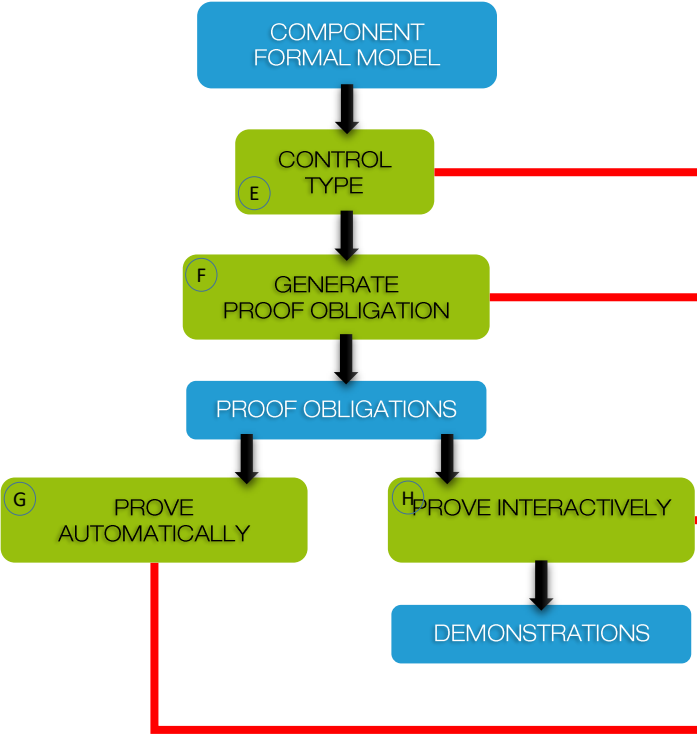 COMPONENT
FORMAL MODEL
CONTROL
TYPE
E
F
GENERATE
PROOF OBLIGATION
PROOF OBLIGATIONS
G
PROVE
AUTOMATICALLY
H
PROVE INTERACTIVELY
DEMONSTRATIONS